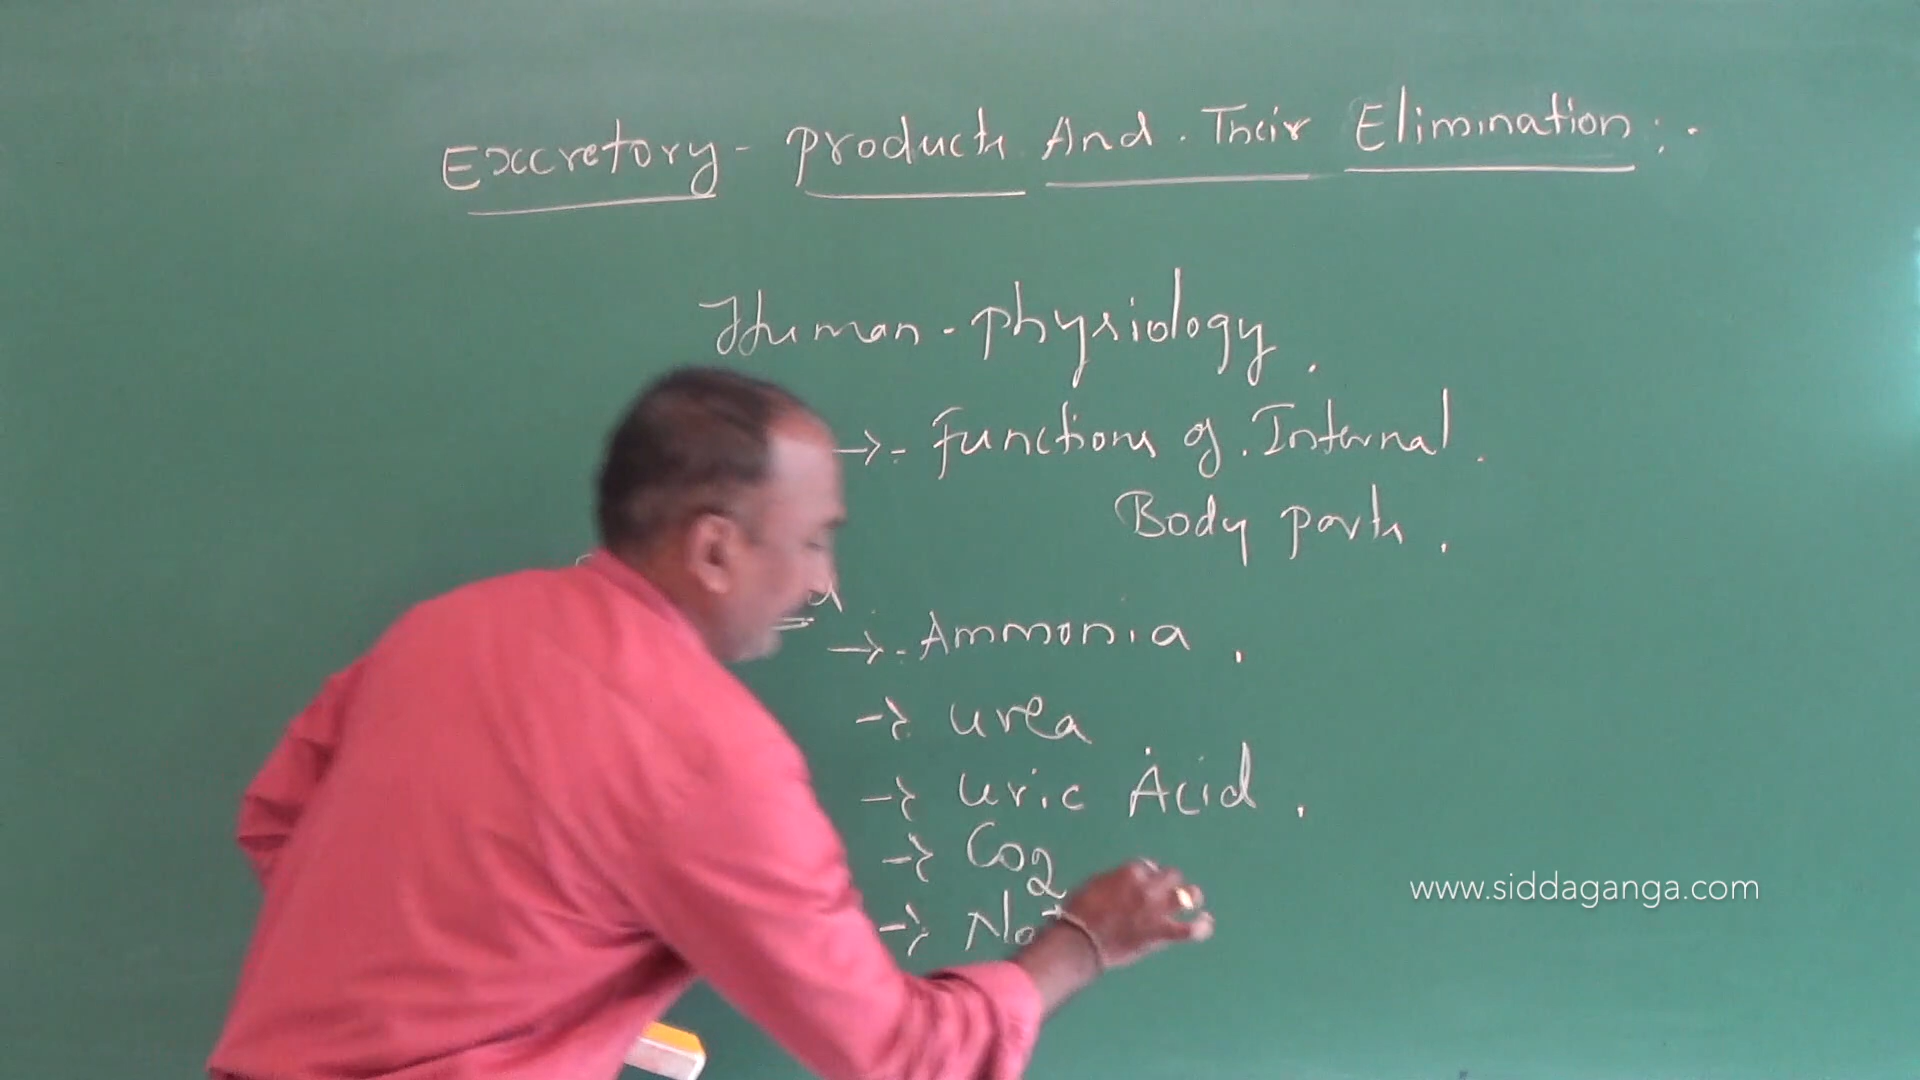 Excretory - Products And. Their Elimination:.
Human - physiology.
→:- Functions of. Internal.
Body parts.
→:- Ammonia.
→ urea
→ uric Acid.
→ Co2
→ Na+
www.siddaganga.com